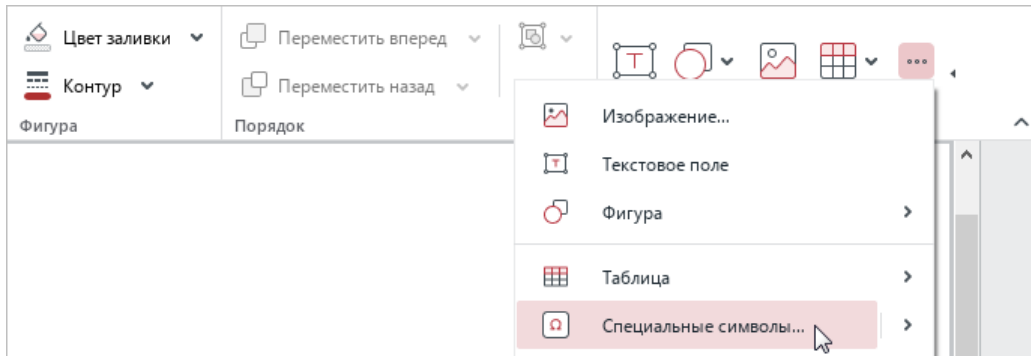 Цвет заливки
Контур
Фигура
Переместить вперед
Переместить назад
Порядок
Изображение...
Текстовое поле
Фигура
Таблица
Специальные символы...